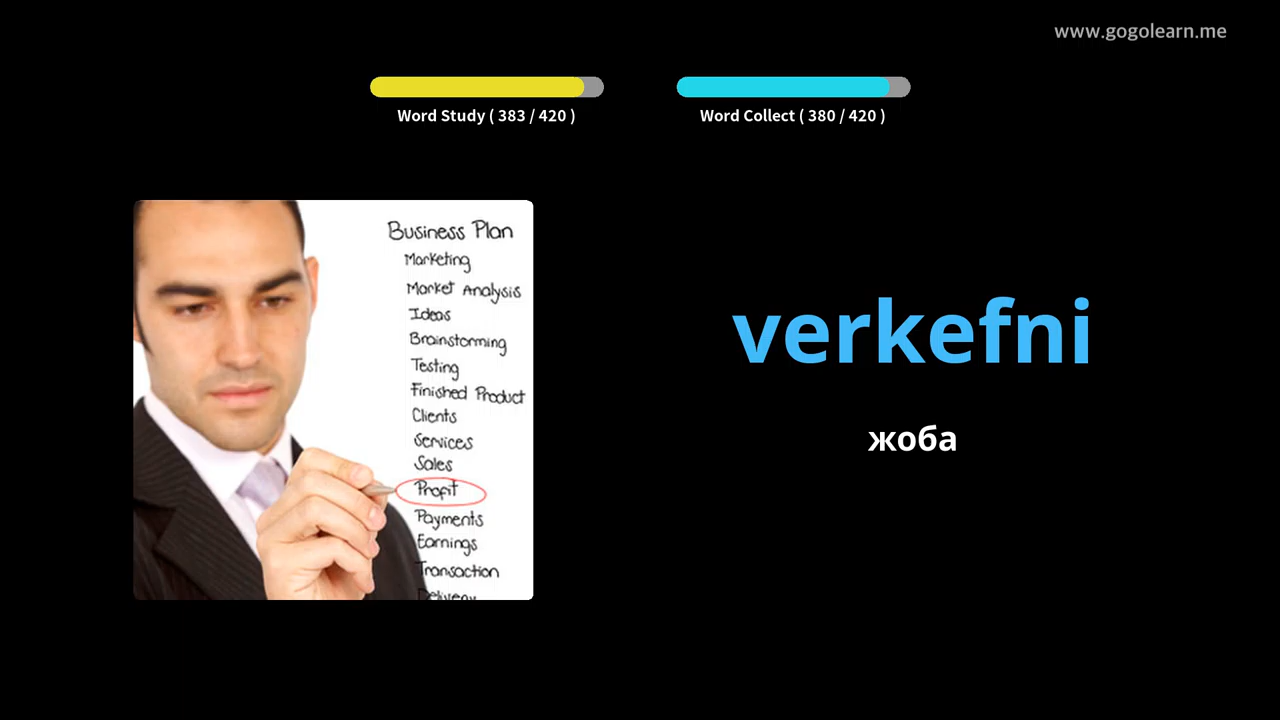 www.gogolearn.me
Word Study ( 383 / 420 )
Word Collect ( 380 / 420 )
Business Plan
Marketing
Market Analysis
Ideas
Brainstorming
Testing
Finished Product
Clients
Services
Sales
Profit
Payments
Earnings
Transaction
Delivery
verkefni
жоба